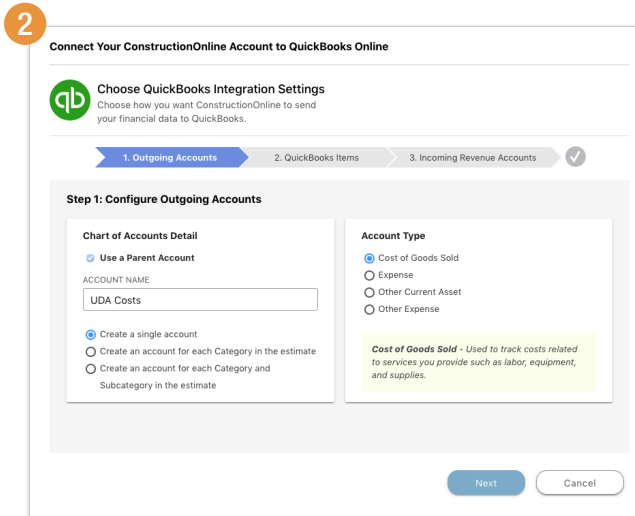 2
Connect Your ConstructionOnline Account to QuickBooks Online
qb
Choose QuickBooks Integration Settings
Choose how you want ConstructionOnline to send
your financial data to QuickBooks.
1. Outgoing Accounts
2. QuickBooks Items
3. Incoming Revenue Accounts
Step 1: Configure Outgoing Accounts
Chart of Accounts Detail
Use a Parent Account
ACCOUNT NAME
UDA Costs
Create a single account
Create an account for each Category in the estimate
Create an account for each Category and
Subcategory in the estimate
Account Type
Cost of Goods Sold
Expense
Other Current Asset
Other Expense
Cost of Goods Sold - Used to track costs related
to services you provide such as labor, equipment,
and supplies.
Next
Cancel